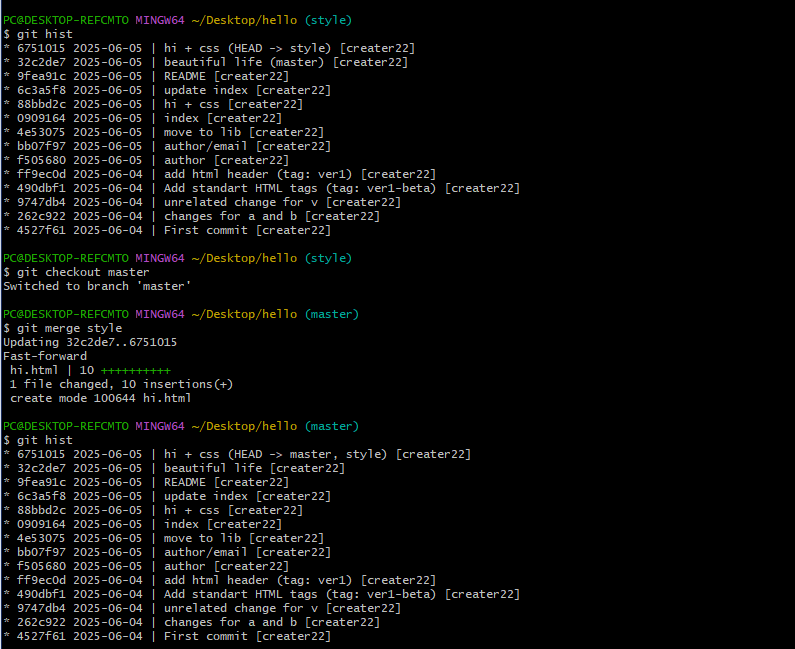 PC@DESKTOP-REFCMTO MINGW64 ~/Desktop/hello (style)
$ git hist
* 6751015 2025-06-05 | hi + css (HEAD -> style) [creater22]
* 32c2de7 2025-06-05 | beautiful life (master) [creater22]
* 9fea91c 2025-06-05 | README [creater22]
* 6c3a5f8 2025-06-05 | update index [creater22]
* 88bbd2c 2025-06-05 | hi + css [creater22]
* 0909164 2025-06-05 | index [creater22]
* 4e53075 2025-06-05 | move to lib [creater22]
* bb07f97 2025-06-05 | author/email [creater22]
* f505680 2025-06-05 | author [creater22]
* ff9ec0d 2025-06-04 | add html header (tag: ver1) [creater22]
* 490dbf1 2025-06-04 | Add standart HTML tags (tag: ver1-beta) [creater22]
* 9747db4 2025-06-04 | unrelated change for v [creater22]
* 262c922 2025-06-04 | changes for a and b [creater22]
* 4527f61 2025-06-04 | First commit [creater22]
PC@DESKTOP-REFCMTO MINGW64 ~/Desktop/hello (style)
$ git checkout master
Switched to branch 'master'
PC@DESKTOP-REFCMTO MINGW64 ~/Desktop/hello (master)
$ git merge style
Updating 32c2de7..6751015
Fast-forward
 hi.html | 10 ++++++++++
 1 file changed, 10 insertions(+)
 create mode 100644 hi.html
PC@DESKTOP-REFCMTO MINGW64 ~/Desktop/hello (master)
$ git hist
* 6751015 2025-06-05 | hi + css (HEAD -> master, style) [creater22]
* 32c2de7 2025-06-05 | beautiful life [creater22]
* 9fea91c 2025-06-05 | README [creater22]
* 6c3a5f8 2025-06-05 | update index [creater22]
* 88bbd2c 2025-06-05 | hi + css [creater22]
* 0909164 2025-06-05 | index [creater22]
* 4e53075 2025-06-05 | move to lib [creater22]
* bb07f97 2025-06-05 | author/email [creater22]
* f505680 2025-06-05 | author [creater22]
* ff9ec0d 2025-06-04 | add html header (tag: ver1) [creater22]
* 490dbf1 2025-06-04 | Add standart HTML tags (tag: ver1-beta) [creater22]
* 9747db4 2025-06-04 | unrelated change for v [creater22]
* 262c922 2025-06-04 | changes for a and b [creater22]
* 4527f61 2025-06-04 | First commit [creater22]